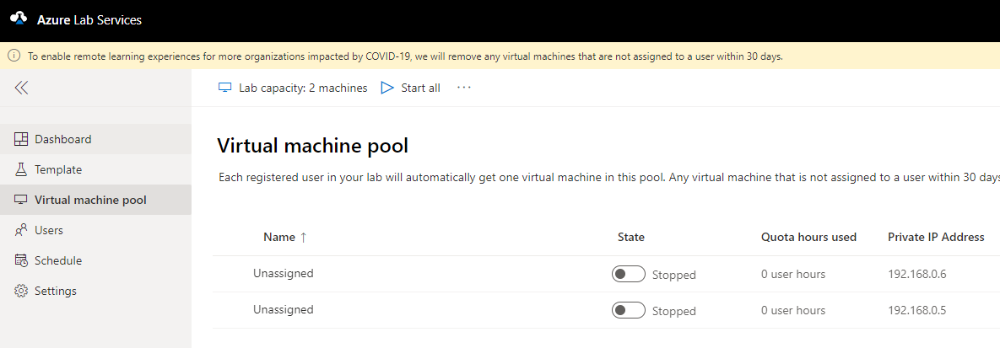 Azure Lab Services
To enable remote learning experiences for more organizations impacted by COVID-19, we will remove any virtual machines that are not assigned to a user within 30 days.
Lab capacity: 2 machines Start all ...
Dashboard
Template
Virtual machine pool
Users
Schedule
Settings
Virtual machine pool
Each registered user in your lab will automatically get one virtual machine in this pool. Any virtual machine that is not assigned to a user within 30 days
Name ↑ State Quota hours used Private IP Address
Unassigned Stopped 0 user hours 192.168.0.6
Unassigned Stopped 0 user hours 192.168.0.5